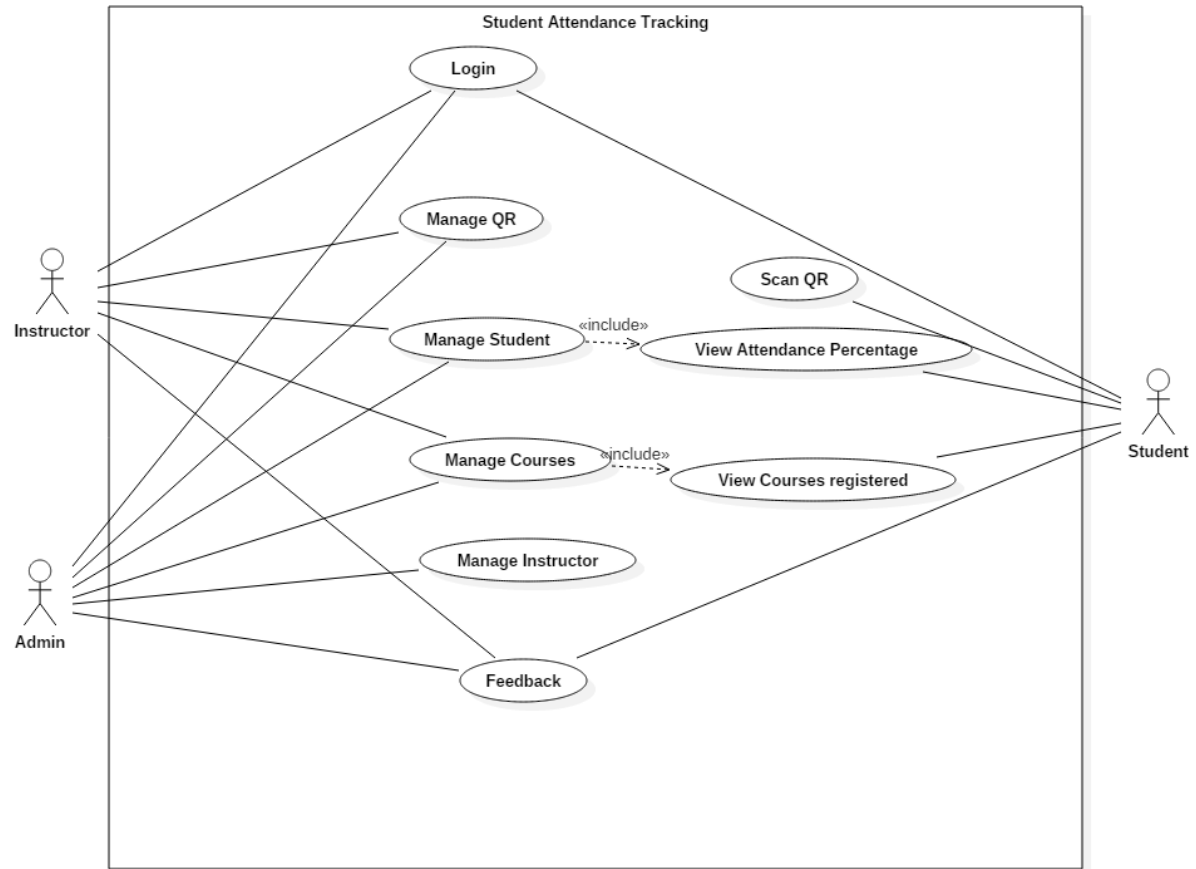 Student Attendance Tracking
Login
Manage QR
Scan QR
Instructor
«include»
Manage Student
View Attendance Percentage
Student
«include»
Manage Courses
View Courses registered
Manage Instructor
Admin
Feedback